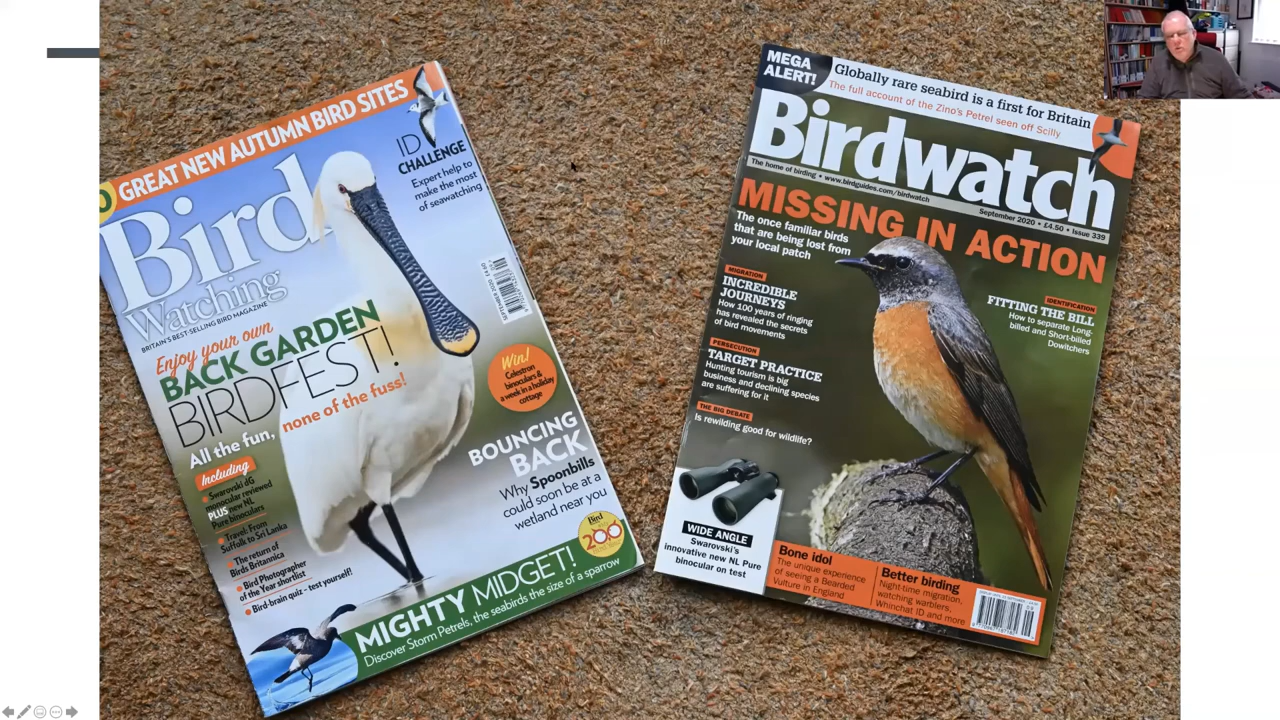 GREAT NEW AUTUMN BIRD SITES
Bird
Watching
BRITAIN'S BEST-SELLING BIRD MAGAZINE
ID
CHALLENGE
Expert help to
make the most
of seawatching
Enjoy your own
BACK GARDEN
BIRDFEST!
All the fun, none of the fuss!
Including
• Swarovski dG
monocular reviewed
PLUS new NL
Pure binoculars
• Travel: From
Suffolk to Sri Lanka
• The return of
Birds Britannica
• Bird Photographer
of the Year shortlist
• Bird-brain quiz - test yourself!
Win!
Celestron
binoculars &
a week in a holiday
cottage
BOUNCING
BACK
Why Spoonbills
could soon be at a
wetland near you
Bird
200
MIGHTY MIDGET!
Discover Storm Petrels, the seabirds the size of a sparrow
MEGA
ALERT!
Globally rare seabird is a first for Britain
The full account of the Zino's Petrel seen off Scilly
Birdwatch
The home of birding • www.birdguides.com/birdwatch
September 2020 • £4.50 • Issue 339
MISSING IN ACTION
The once familiar birds
that are being lost from
your local patch
MIGRATION
INCREDIBLE
JOURNEYS
How 100 years of ringing
has revealed the secrets
of bird movements
PERSECUTION
TARGET PRACTICE
Hunting tourism is big
business and declining species
are suffering for it
THE BIG DEBATE
Is rewilding good for wildlife?
IDENTIFICATION
FITTING THE BILL
How to separate Long-
billed and Short-billed
Dowitchers
WIDE ANGLE
Swarovski's
innovative new NL Pure
binocular on test
Bone idol
The unique experience
of seeing a Bearded
Vulture in England
Better birding
Night-time migration,
watching warblers,
Whinchat ID and more